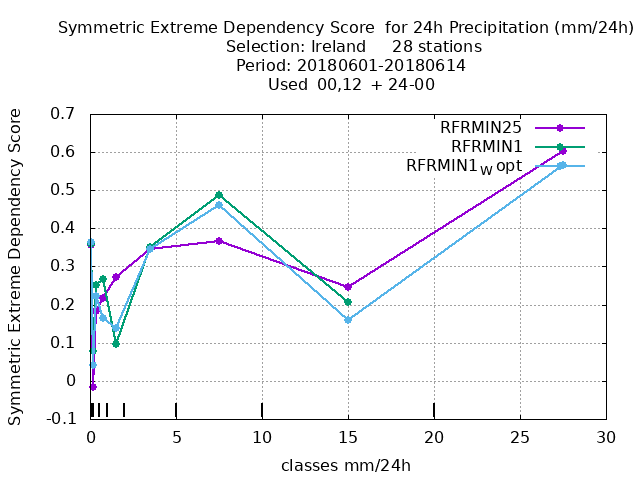 Symmetric Extreme Dependency Score  for 24h Precipitation (mm/24h)
Selection: Ireland     28 stations
Period: 20180601-20180614
Used  00,12  + 24-00
Symmetric Extreme Dependency Score
0.7
0.6
0.5
0.4
0.3
0.2
0.1
0
-0.1
RFRMIN25
RFRMIN1
RFRMIN1W opt
0 5 10 15 20 25 30
classes mm/24h